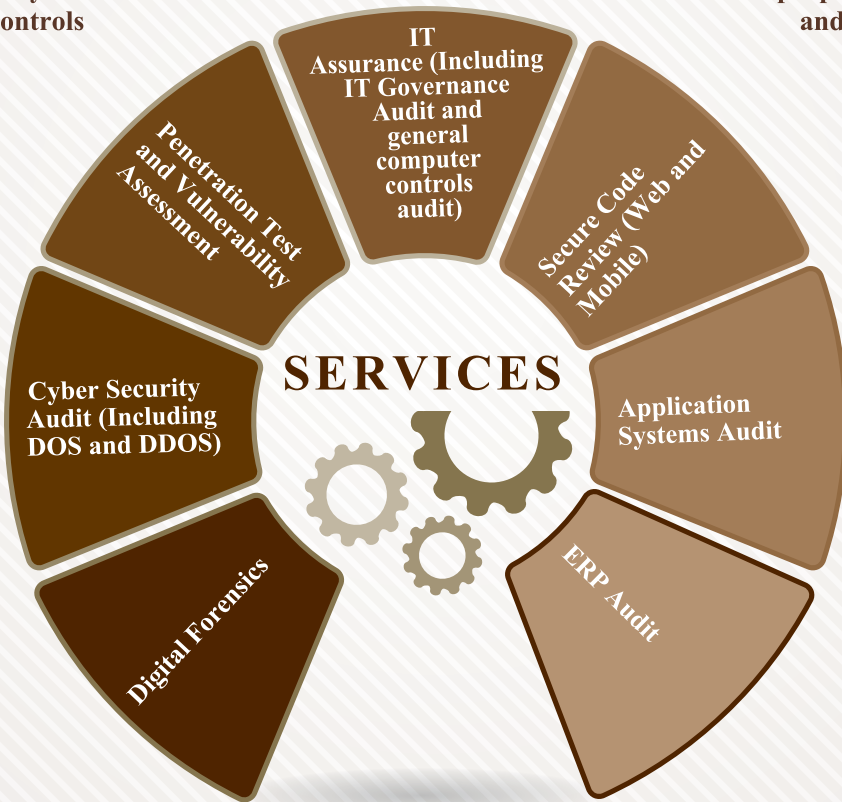 ontrols
and
Digital Forensics
Cyber Security
Audit (Including
DOS and DDOS)
Penetration Test
and Vulnerability
Assessment
IT
Assurance (Including
IT Governance
Audit and
general
computer
controls
audit)
Secure Code
Review (Web and
Mobile)
Application
Systems Audit
ERP Audit
SERVICES